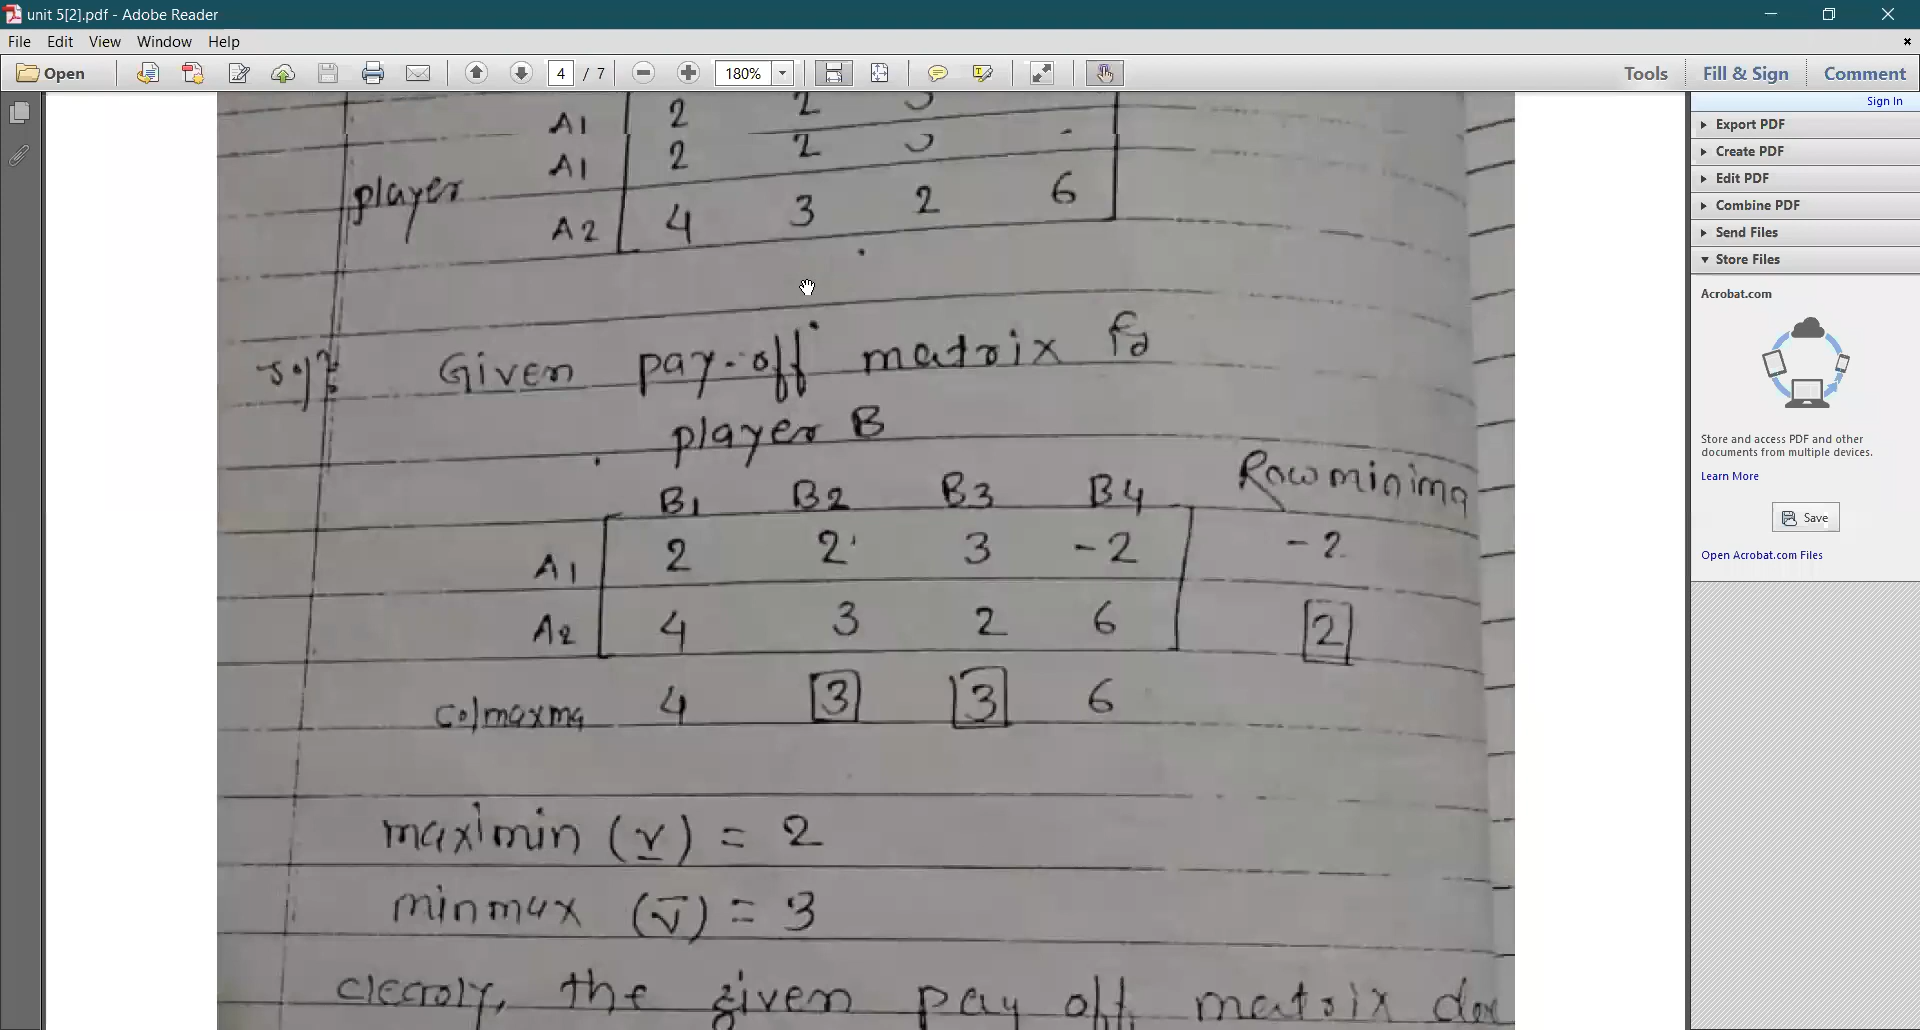 unit 5[2].pdf - Adobe Reader
File Edit View Window Help
Open 4 / 7 180% Tools Fill & Sign Comment
Sign In
Export PDF
Create PDF
Edit PDF
Combine PDF
Send Files
Store Files
Acrobat.com
Store and access PDF and other
documents from multiple devices.
Learn More
Save
Open Acrobat.com Files
A1 2 2
A1 2 2
player
A2 4 3 2 6
Given pay-off matrix
player B
B1 B2 B3 B4 Row minima
A1 2 2 3 -2 -2
A2 4 3 2 6 2
colmaxma 4 3 3 6
maximin (v) = 2
minmax (v̅) = 3
the given pay off matrix